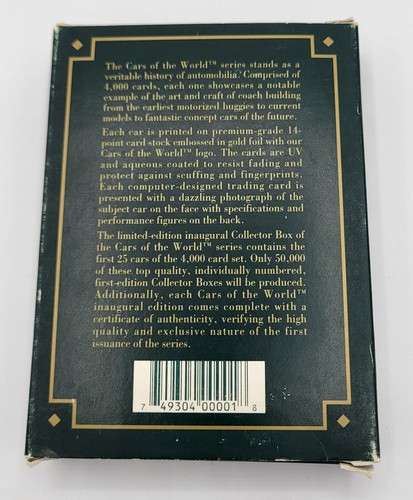 The Cars of the World™ series stands as a
veritable history of automobilia. Comprised of
4,000 cards, each one showcases a notable
example of the art and craft of coach building
from the earliest motorized buggies to current
models to fantastic concept cars of the future.
Each car is printed on premium-grade 14-
point card stock embossed in gold foil with our
Cars of the World™ logo. The cards are UV
and aqueous coated to resist fading and
protect against scuffing and fingerprints.
Each computer-designed trading card is
presented with a dazzling photograph of the
subject car on the face with specifications and
performance figures on the back.
The limited-edition inaugural Collector Box of
the Cars of the World™ series contains the
first 25 cars of the 4,000 card set. Only 50,000
of these top quality, individually numbered,
first-edition Collector Boxes will be produced.
Additionally, each Cars of the World™
inaugural edition comes complete with a
certificate of authenticity, verifying the high
quality and exclusive nature of the first
issuance of the series.
7 49304 00001 8